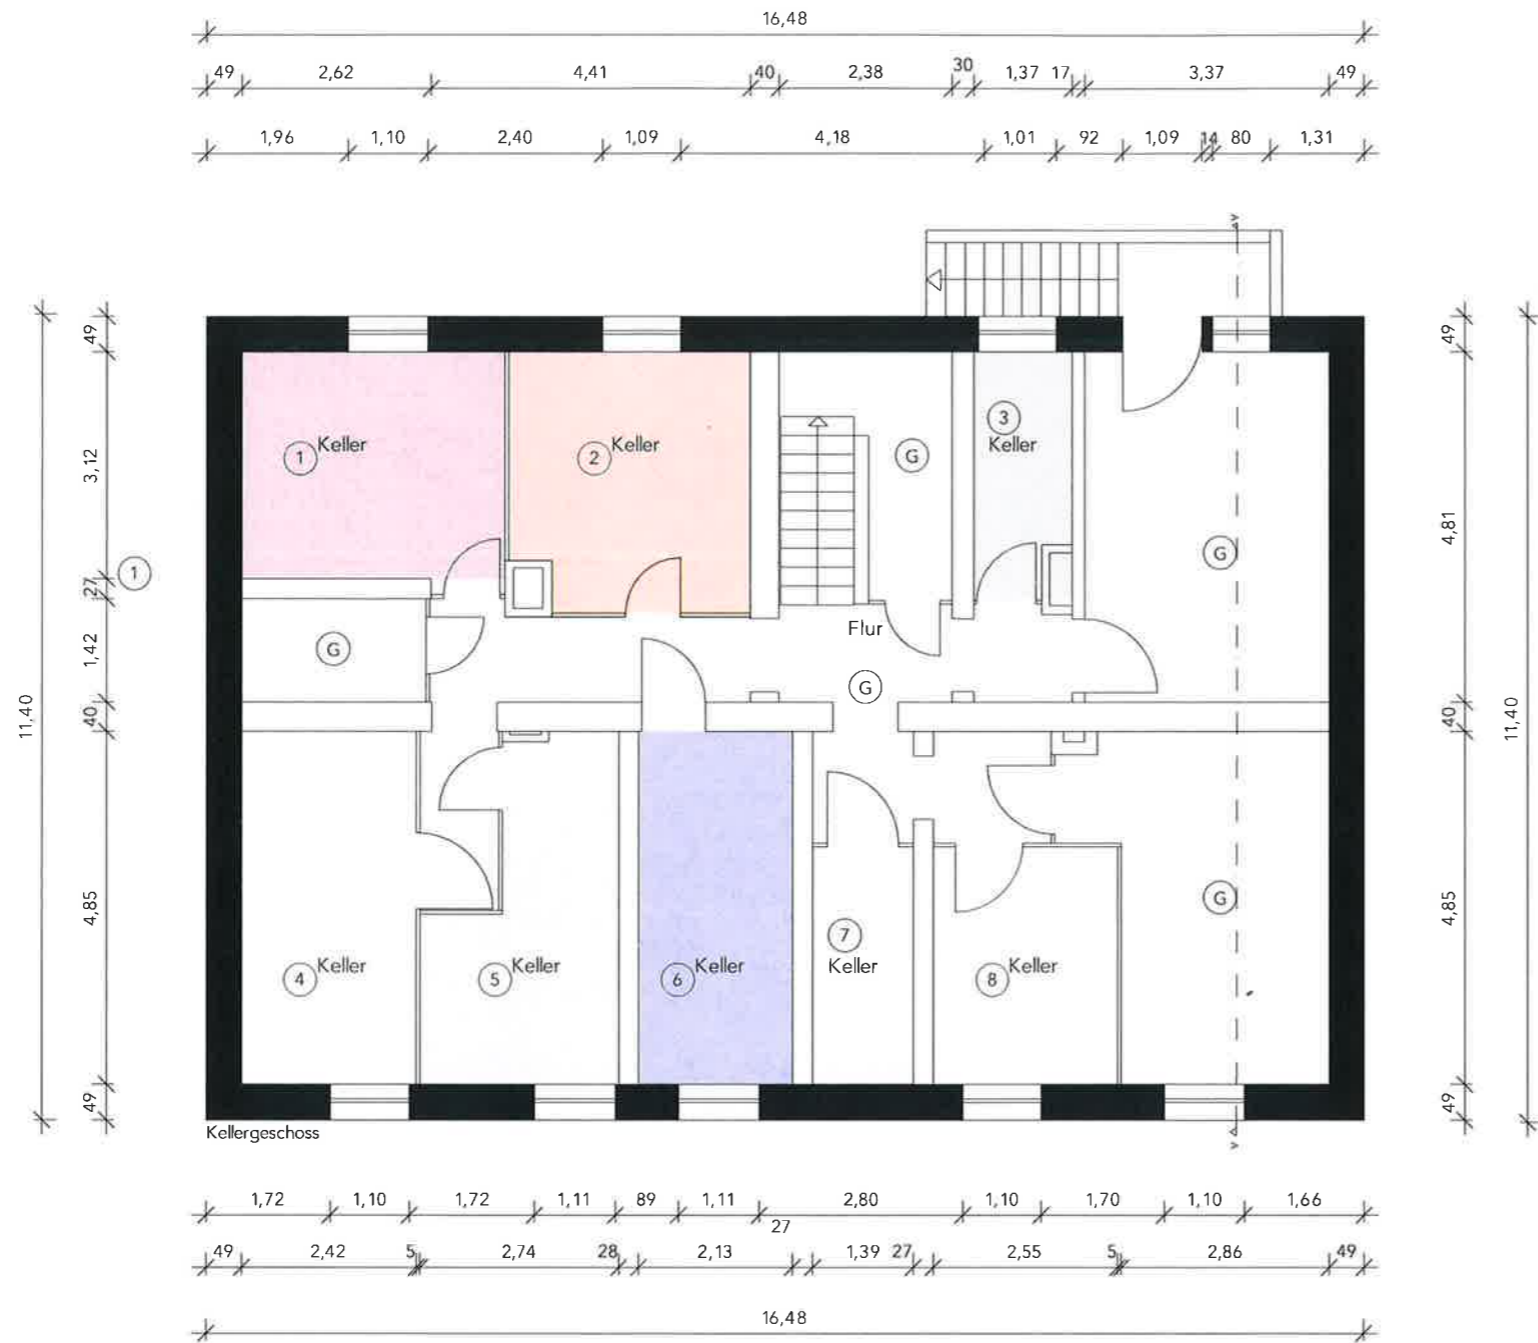 16,48
49 2,62 4,41 40 2,38 30 1,37 17 3,37 49
1,96 1,10 2,40 1,09 4,18 1,01 92 1,09 14 80 1,31
11,40
49
3,12
27
1,42
40
4,85
49
1
1 Keller
2 Keller
G
3
Keller
G
G
Flur
G
4 Keller
5 Keller
6 Keller
7
Keller
8 Keller
G
49
4,81
40
4,85
49
11,40
Kellergeschoss
1,72 1,10 1,72 1,11 89 1,11 2,80 1,10 1,70 1,10 1,66
49 2,42 5 2,74 28 2,13 27 1,39 27 2,55 5 2,86 49
16,48